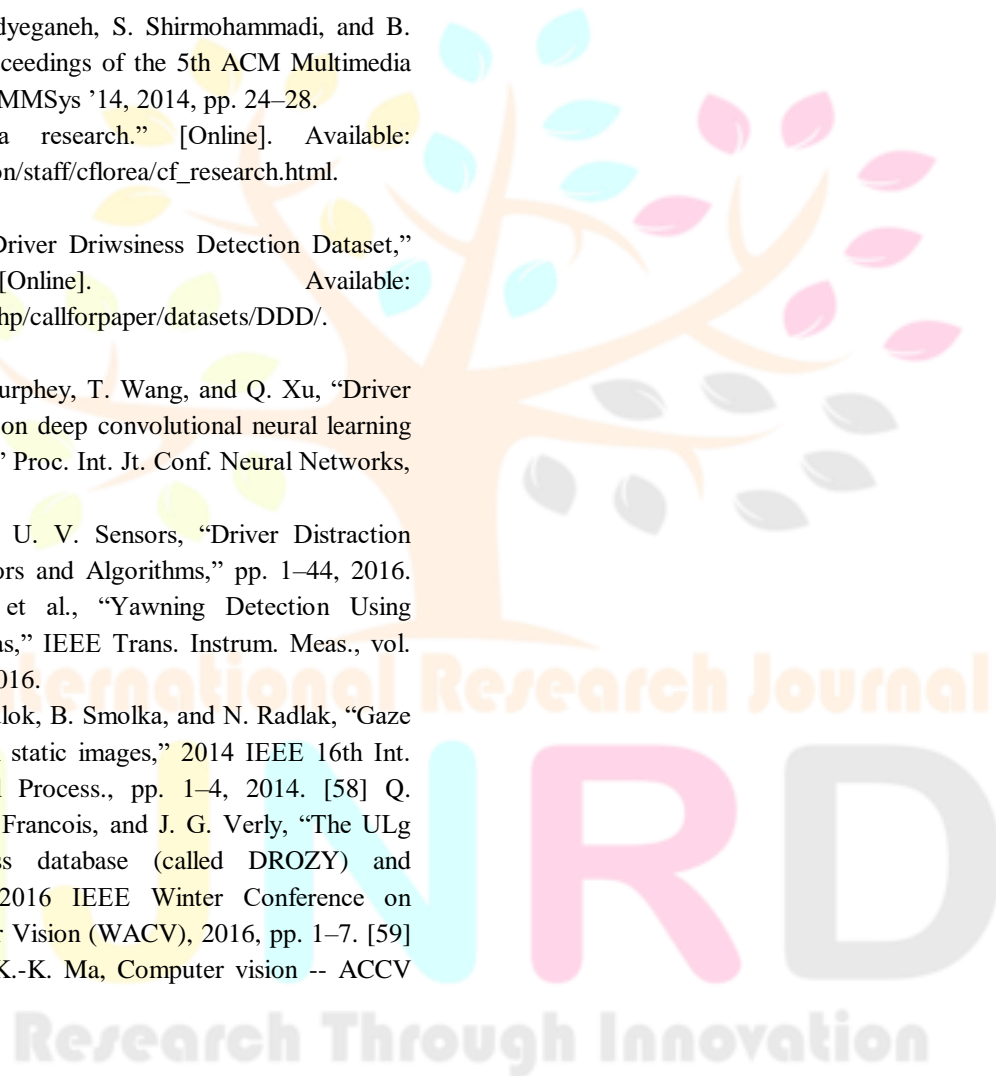 dyeganeh, S. Shirmohammadi, and B.
ceedings of the 5th ACM Multimedia
MMSys ’14, 2014, pp. 24–28.
a research.” [Online]. Available:
on/staff/cflorea/cf_research.html.
Driver Driwsiness Detection Dataset,”
[Online]. Available:
hp/callforpaper/datasets/DDD/.
urphey, T. Wang, and Q. Xu, “Driver
on deep convolutional neural learning
” Proc. Int. Jt. Conf. Neural Networks,
U. V. Sensors, “Driver Distraction
ors and Algorithms,” pp. 1–44, 2016.
et al., “Yawning Detection Using
as,” IEEE Trans. Instrum. Meas., vol.
016.
ernational Research Journal
lok, B. Smolka, and N. Radlak, “Gaze
static images,” 2014 IEEE 16th Int.
l Process., pp. 1–4, 2014. [58] Q.
Francois, and J. G. Verly, “The ULg
ss database (called DROZY) and
2016 IEEE Winter Conference on
r Vision (WACV), 2016, pp. 1–7. [59]
K.-K. Ma, Computer vision -- ACCV
JNRD
Research Through Innovation